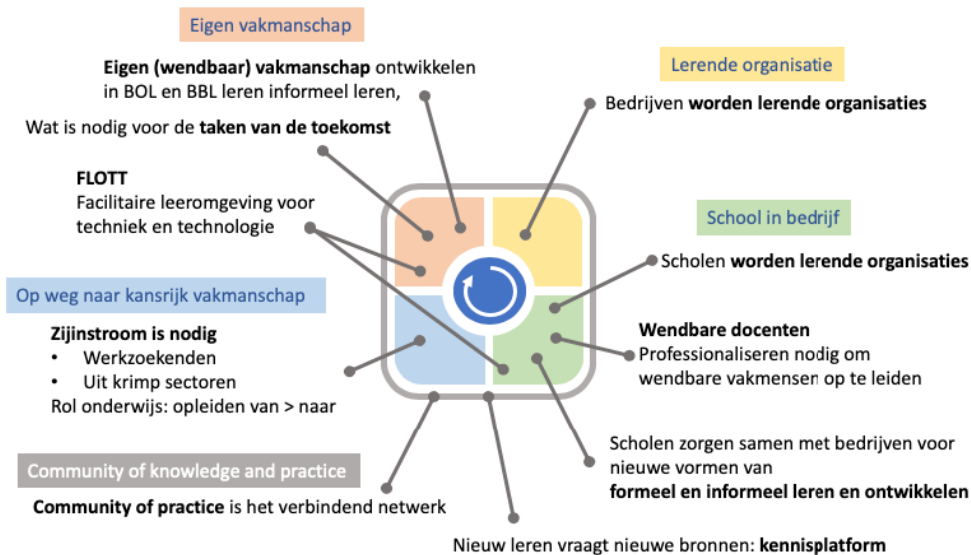 Eigen vakmanschap
Eigen (wendbaar) vakmanschap ontwikkelen
in BOL en BBL leren informeel leren,
Wat is nodig voor de taken van de toekomst
FLOTT
Facilitaire leeromgeving voor
techniek en technologie
Op weg naar kansrijk vakmanschap
Zijinstroom is nodig
• Werkzoekenden
• Uit krimp sectoren
Rol onderwijs: opleiden van > naar
Community of knowledge and practice
Community of practice is het verbindend netwerk
Lerende organisatie
Bedrijven worden lerende organisaties
School in bedrijf
Scholen worden lerende organisaties
Wendbare docenten
Professionaliseren nodig om
wendbare vakmensen op te leiden
Scholen zorgen samen met bedrijven voor
nieuwe vormen van
formeel en informeel leren en ontwikkelen
Nieuw leren vraagt nieuwe bronnen: kennisplatform